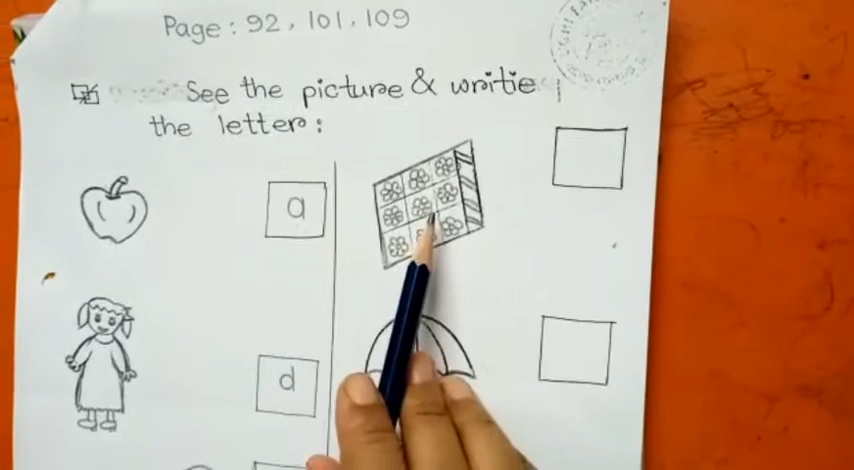 Page : 92, 101, 109
See the picture & writie
the letter :
a
d